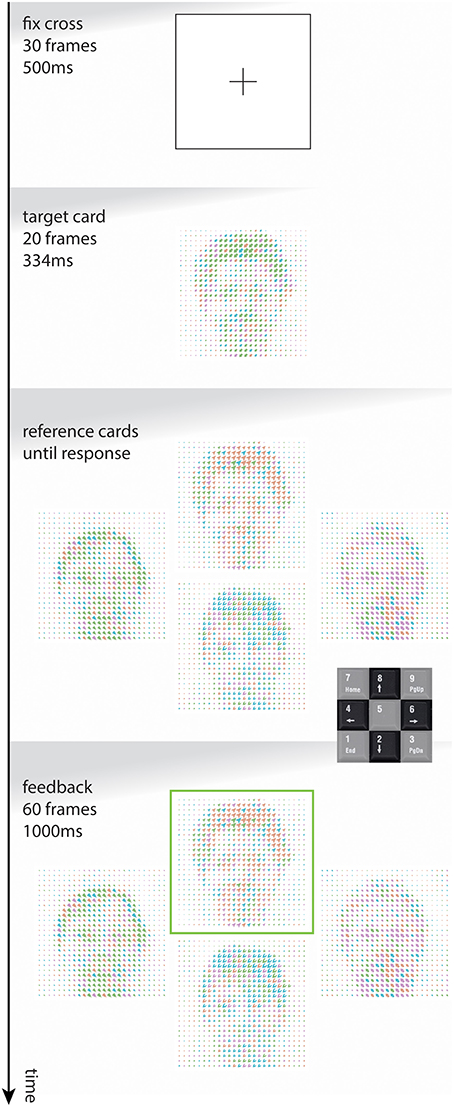 fix cross
30 frames
500ms
target card
20 frames
334ms
reference cards
until response
7 8 9
Home ↑ PgUp
4 5 6
← →
1 2 3
End ↓ PgDn
feedback
60 frames
1000ms
time